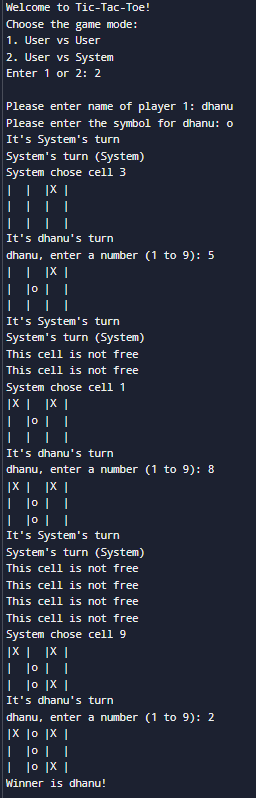 Welcome to Tic-Tac-Toe!
Choose the game mode:
1. User vs User
2. User vs System
Enter 1 or 2: 2

Please enter name of player 1: dhanu
Please enter the symbol for dhanu: o
It's System's turn
System's turn (System)
System chose cell 3
|  |  |X |
|  |  |  |
|  |  |  |
It's dhanu's turn
dhanu, enter a number (1 to 9): 5
|  |  |X |
|  |o |  |
|  |  |  |
It's System's turn
System's turn (System)
This cell is not free
This cell is not free
System chose cell 1
|X |  |X |
|  |o |  |
|  |  |  |
It's dhanu's turn
dhanu, enter a number (1 to 9): 8
|X |  |X |
|  |o |  |
|  |o |  |
It's System's turn
System's turn (System)
This cell is not free
This cell is not free
This cell is not free
This cell is not free
System chose cell 9
|X |  |X |
|  |o |  |
|  |o |X |
It's dhanu's turn
dhanu, enter a number (1 to 9): 2
|X |o |X |
|  |o |  |
|  |o |X |
Winner is dhanu!